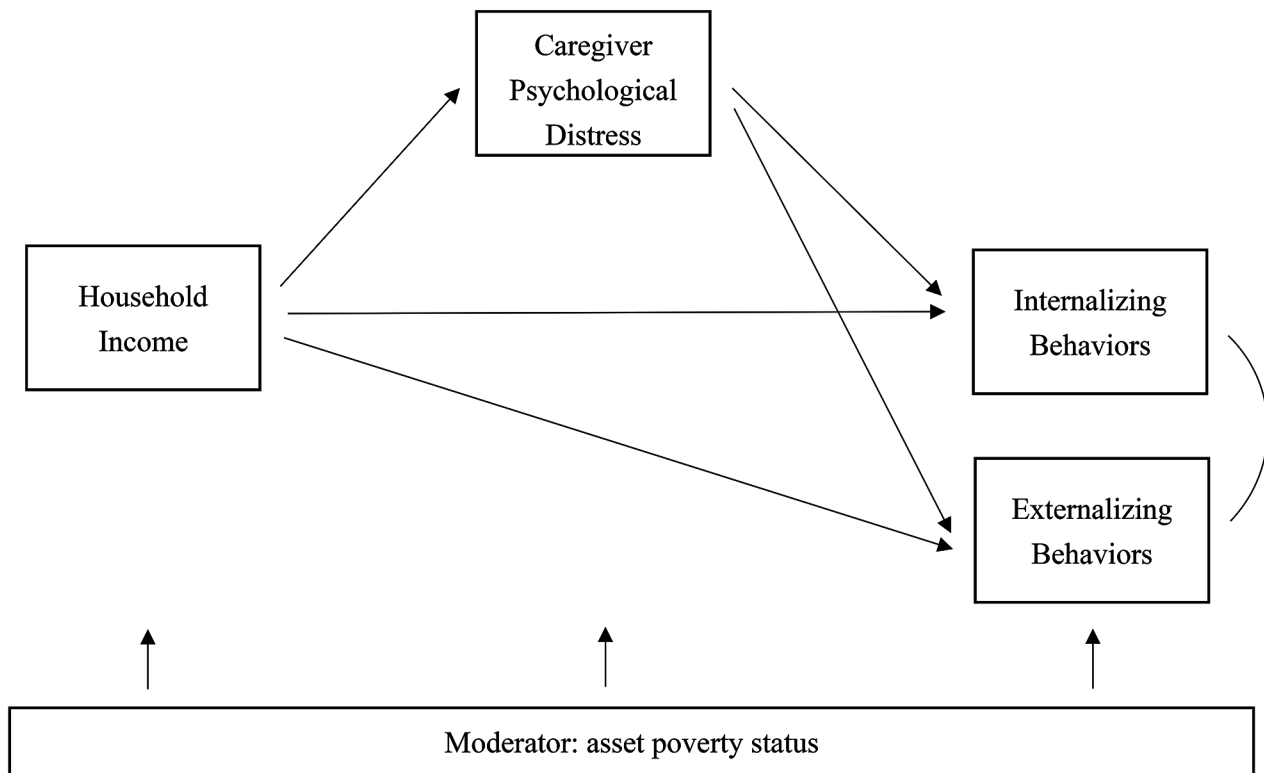 Caregiver
Psychological
Distress
Household
Income
Internalizing
Behaviors
Externalizing
Behaviors
Moderator: asset poverty status